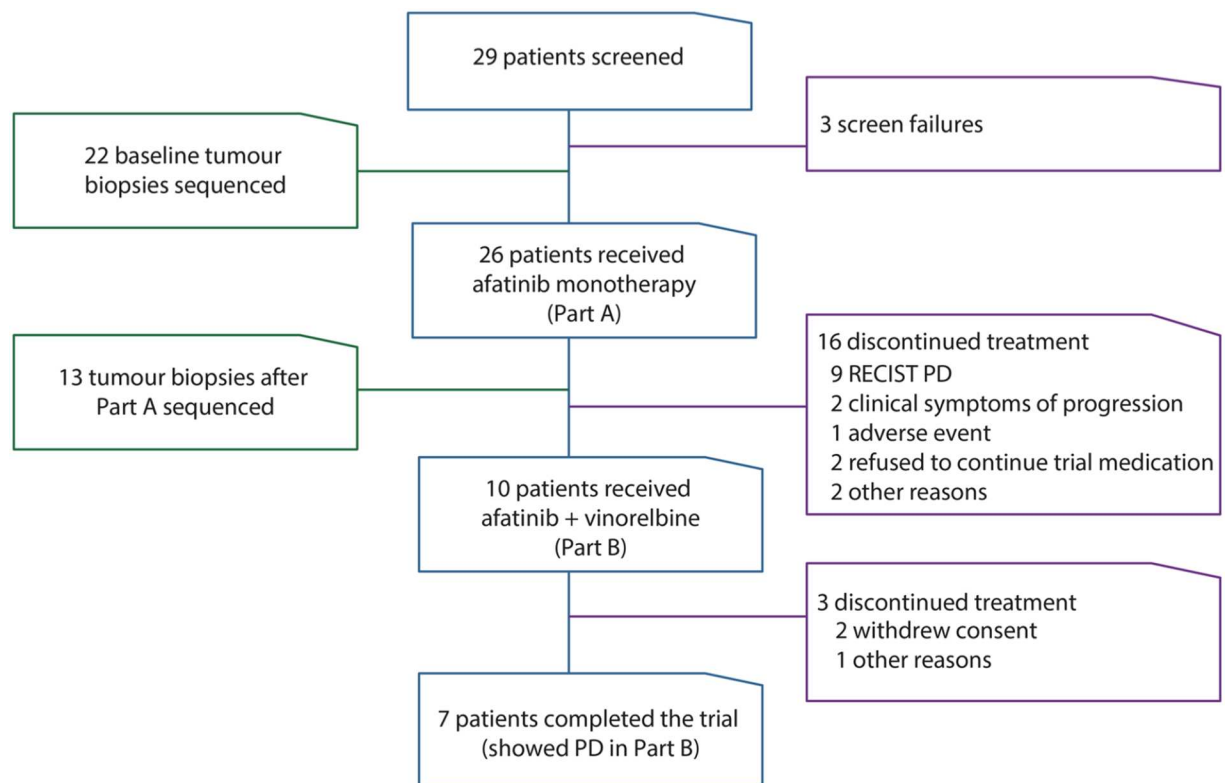 29 patients screened
3 screen failures
22 baseline tumour
biopsies sequenced
26 patients received
afatinib monotherapy
(Part A)
16 discontinued treatment
9 RECIST PD
2 clinical symptoms of progression
1 adverse event
2 refused to continue trial medication
2 other reasons
13 tumour biopsies after
Part A sequenced
10 patients received
afatinib + vinorelbine
(Part B)
3 discontinued treatment
2 withdrew consent
1 other reasons
7 patients completed the trial
(showed PD in Part B)